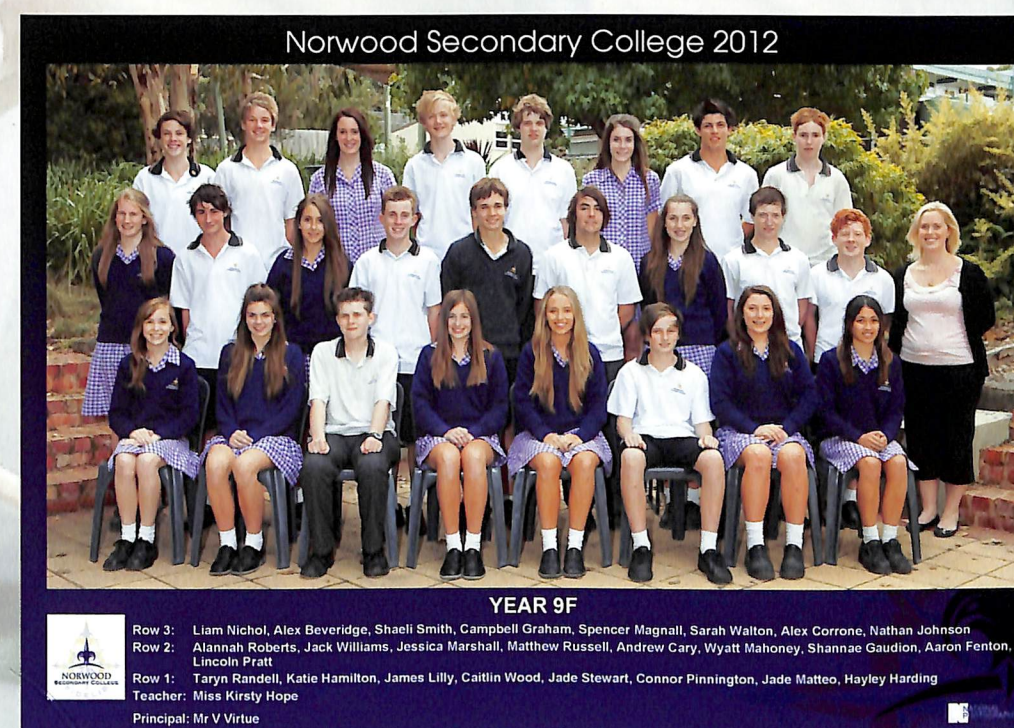 Norwood Secondary College 2012
YEAR 9F
Row 3: Liam Nichol, Alex Beveridge, Shaeli Smith, Campbell Graham, Spencer Magnall, Sarah Walton, Alex Corrone, Nathan Johnson
Row 2: Alannah Roberts, Jack Williams, Jessica Marshall, Matthew Russell, Andrew Cary, Wyatt Mahoney, Shannae Gaudion, Aaron Fenton,
Lincoln Pratt
Row 1: Taryn Randell, Katie Hamilton, James Lilly, Caitlin Wood, Jade Stewart, Connor Pinnington, Jade Matteo, Hayley Harding
Teacher: Miss Kirsty Hope
Principal: Mr V Virtue
NORWOOD
SECONDARY COLLEGE